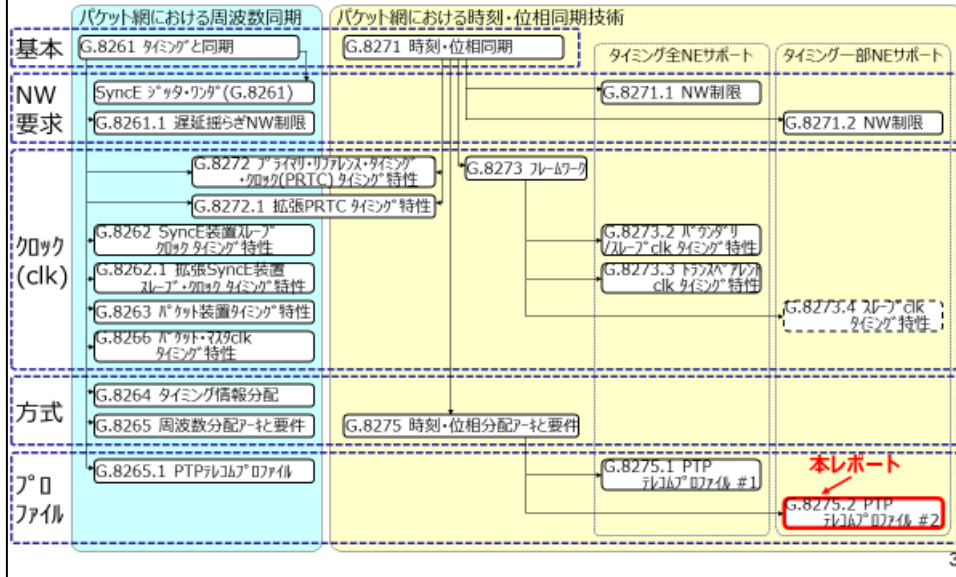 パケット網における周波数同期
パケット網における時刻・位相同期技術
基本
G.8261 タイミングと同期
G.8271 時刻・位相同期
タイミング全NEサポート
タイミング一部NEサポート
NW
要求
SyncE ジッタ・ワンダ(G.8261)
G.8261.1 遅延揺らぎNW制限
G.8271.1 NW制限
G.8271.2 NW制限
クロック
(clk)
G.8272 プライマリ・リファレンス・タイミング
・クロック(PRTC) タイミング特性
G.8273 フレームワーク
G.8272.1 拡張PRTC タイミング特性
G.8262 SyncE装置スレーブ
クロック タイミング特性
G.8273.2 バウンダリ
/スレーブclk タイミング特性
G.8262.1 拡張SyncE装置
スレーブ・クロック タイミング特性
G.8273.3 トランスペアレント
clk タイミング特性
G.8263 パケット装置タイミング特性
G.8273.4 スレーブclk
タイミング特性
G.8266 パケット・マスタclk
タイミング特性
方式
G.8264 タイミング情報分配
G.8265 周波数分配アーキと要件
G.8275 時刻・位相分配アーキと要件
プロ
ファイル
G.8265.1 PTPテレコムプロファイル
G.8275.1 PTP
テレコムプロファイル #1
本レポート
G.8275.2 PTP
テレコムプロファイル #2
3